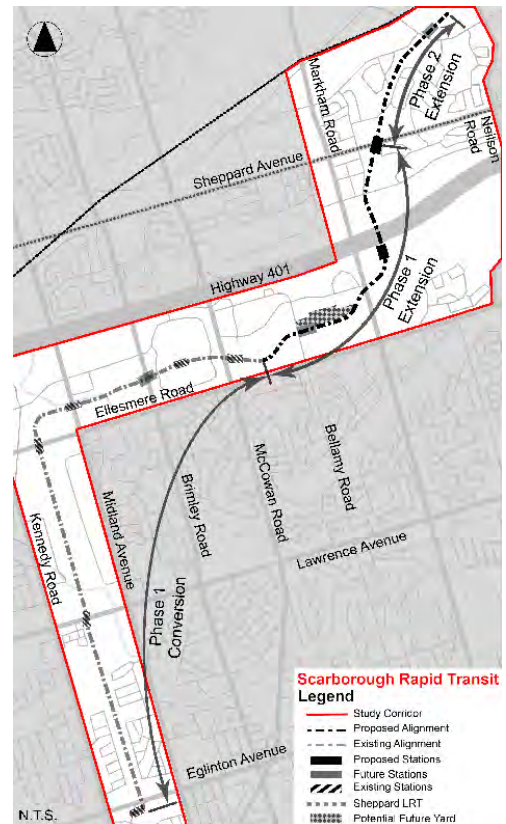 Phase 2
Extension
Markham Road
Neilson
Road
Sheppard Avenue
Highway 401
Phase 1
Extension
Ellesmere Road
Bellamy Road
McCowan Road
Brimley Road
Midland Avenue
Kennedy Road
Lawrence Avenue
Phase 1
Conversion
Eglinton Avenue
N.T.S.
Scarborough Rapid Transit
Legend
Study Corridor
Proposed Alignment
Existing Alignment
Proposed Stations
Future Stations
Existing Stations
Sheppard LRT
Potential Future Yard